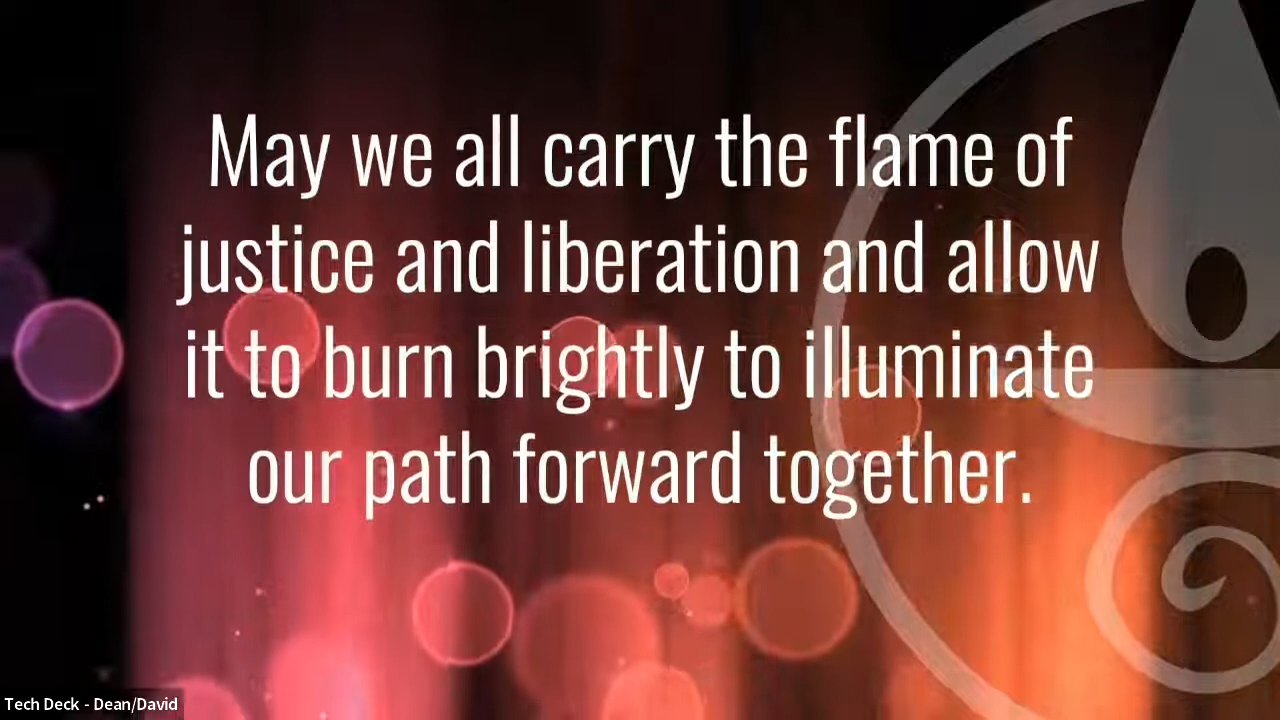 May we all carry the flame of
justice and liberation and allow
it to burn brightly to illuminate
our path forward together.
Tech Deck - Dean/David